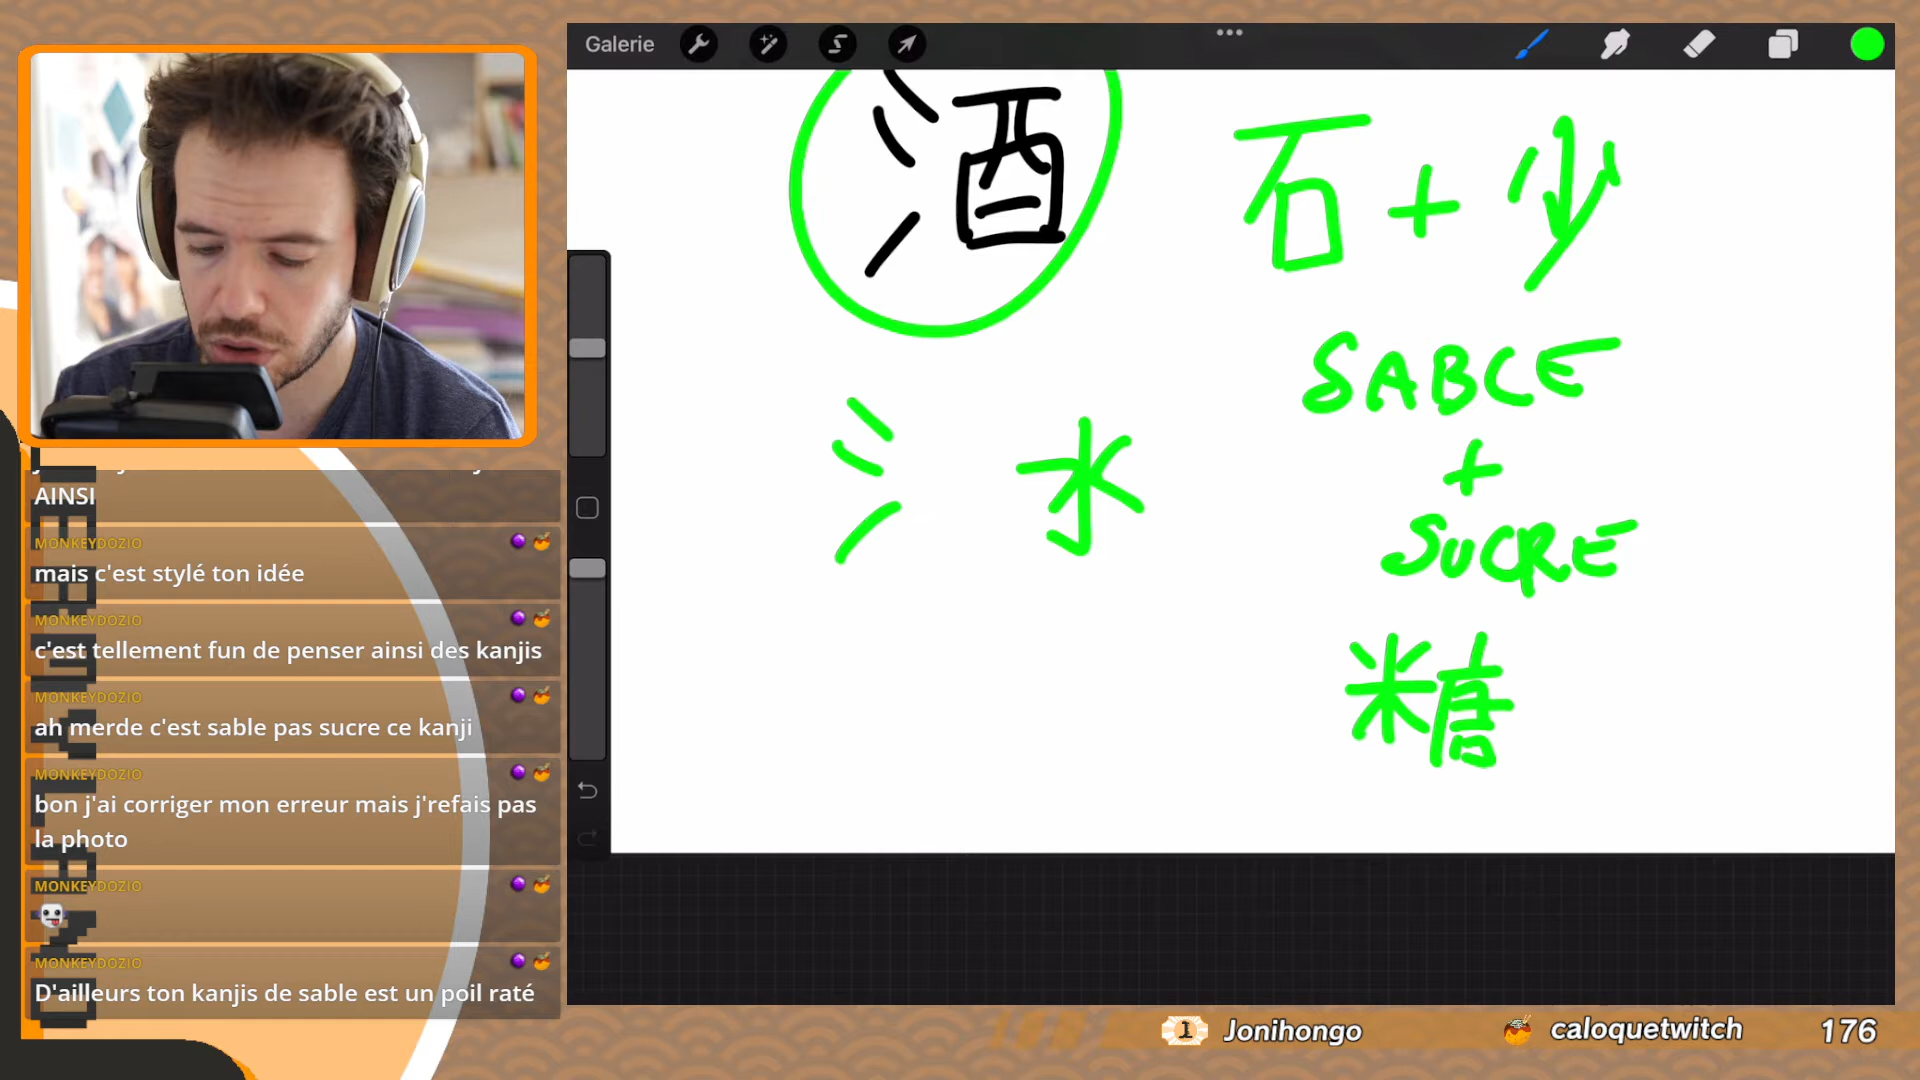 Galerie
酒
石+少
SABLE
+
SUCRE
氵 水
糖
AINSI
MONKEYDOZIO
mais c'est stylé ton idée
MONKEYDOZIO
c'est tellement fun de penser ainsi des kanjis
MONKEYDOZIO
ah merde c'est sable pas sucre ce kanji
MONKEYDOZIO
bon j'ai corriger mon erreur mais j'refais pas
la photo
MONKEYDOZIO
👻
MONKEYDOZIO
D'ailleurs ton kanjis de sable est un poil raté
1 Jonihongo
caloquetwitch 176